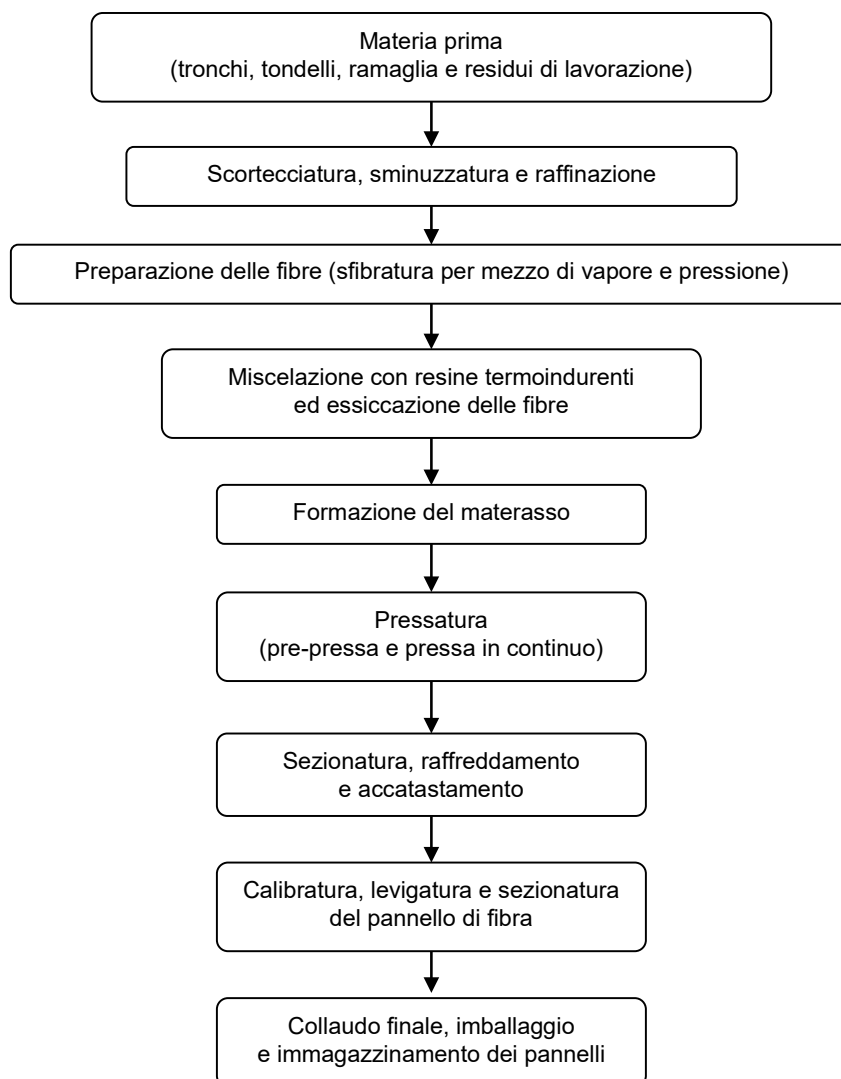 Materia prima
(tronchi, tondelli, ramaglia e residui di lavorazione)
Scortecciatura, sminuzzatura e raffinazione
Preparazione delle fibre (sfibratura per mezzo di vapore e pressione)
Miscelazione con resine termoindurenti
ed essiccazione delle fibre
Formazione del materasso
Pressatura
(pre-pressa e pressa in continuo)
Sezionatura, raffreddamento
e accatastamento
Calibratura, levigatura e sezionatura
del pannello di fibra
Collaudo finale, imballaggio
e immagazzinamento dei pannelli